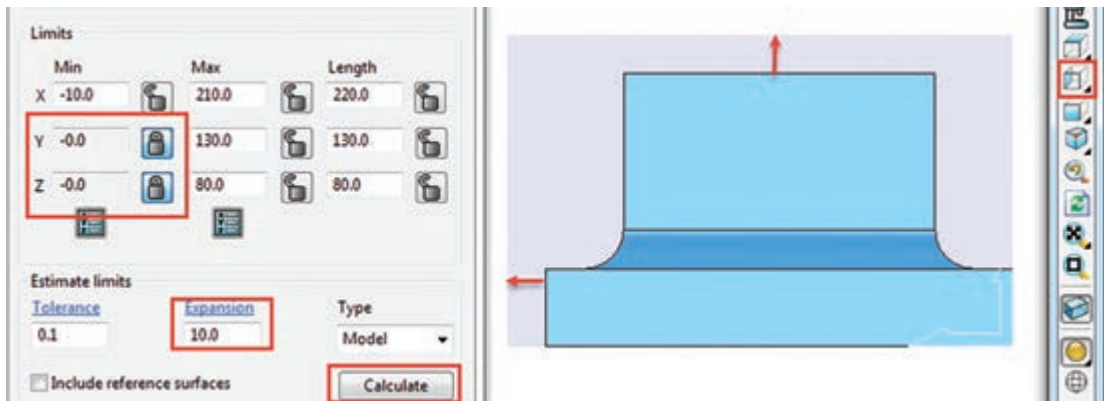 Limits
Min Max Length
X -10.0 210.0 220.0
Y -0.0 130.0 130.0
Z -0.0 80.0 80.0
Estimate limits
Tolerance Expansion Type
0.1 10.0 Model
Include reference surfaces Calculate